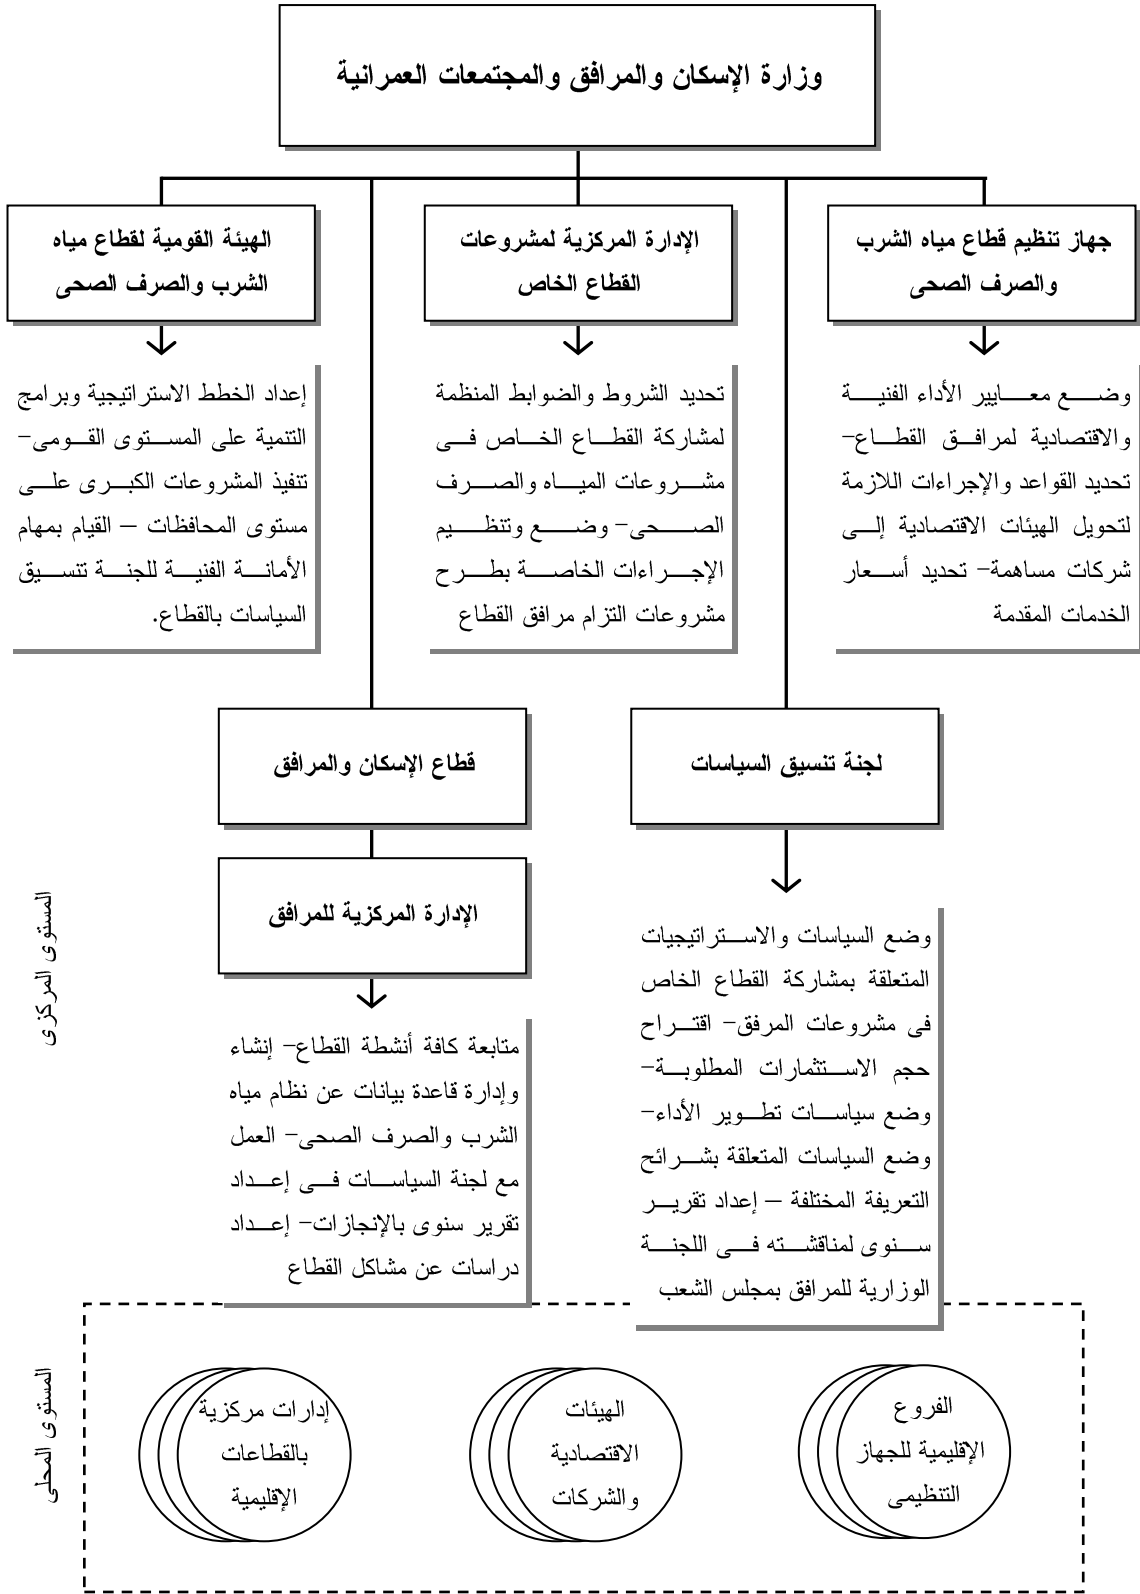 وزارة الإسكان والمرافق والمجتمعات العمرانية
جهاز تنظيم قطاع مياه الشرب
والصرف الصحى
الإدارة المركزية لمشروعات
القطاع الخاص
الهيئة القومية لقطاع مياه
الشرب والصرف الصحى
وضع معايير الأداء الفنية
والاقتصادية لمرافق القطاع–
تحديد القواعد والإجراءات اللازمة
لتحويل الهيئات الاقتصادية إلى
شركات مساهمة– تحديد أسعار
الخدمات المقدمة
تحديد الشروط والضوابط المنظمة
لمشاركة القطاع الخاص فى
مشروعات المياه والصرف
الصحى– وضع وتنظيم
الإجراءات الخاصة بطرح
مشروعات التزام مرافق القطاع
إعداد الخطط الاستراتيجية وبرامج
التنمية على المستوى القومى–
تنفيذ المشروعات الكبرى على
مستوى المحافظات – القيام بمهام
الأمانة الفنية للجنة تنسيق
السياسات بالقطاع.
لجنة تنسيق السياسات
قطاع الإسكان والمرافق
الإدارة المركزية للمرافق
وضع السياسات والاستراتيجيات
المتعلقة بمشاركة القطاع الخاص
فى مشروعات المرفق– اقتراح
حجم الاستثمارات المطلوبة–
وضع سياسات تطوير الأداء–
وضع السياسات المتعلقة بشرائح
التعريفة المختلفة – إعداد تقرير
سنوى لمناقشته فى اللجنة
الوزارية للمرافق بمجلس الشعب
متابعة كافة أنشطة القطاع– إنشاء
وإدارة قاعدة بيانات عن نظام مياه
الشرب والصرف الصحى– العمل
مع لجنة السياسات فى إعداد
تقرير سنوى بالإنجازات– إعداد
دراسات عن مشاكل القطاع
المستوى المركزى
الفروع
الإقليمية للجهاز
التنظيمى
الهيئات
الاقتصادية
والشركات
إدارات مركزية
بالقطاعات
الإقليمية
المستوى المحلى